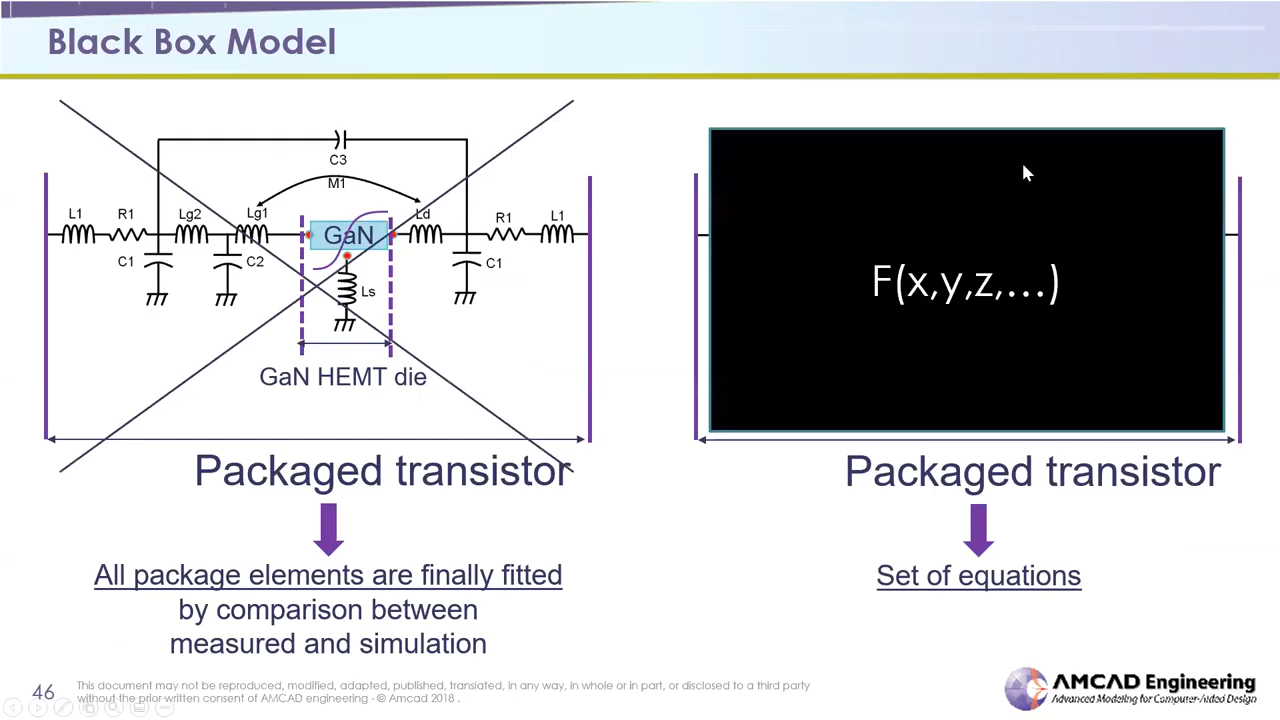 Black Box Model
C3
M1
L1
R1
Lg2
Lg1
GaN
Ld
R1
L1
C1
C2
Ls
C1
GaN HEMT die
Packaged transistor
All package elements are finally fitted
by comparison between
measured and simulation
F(x,y,z,...)
Packaged transistor
Set of equations
46
This document may not be reproduced, modified, adapted, published, translated, in any way, in whole or in part, or disclosed to a third party
without the prior written consent of AMCAD engineering - © Amcad 2018 .
AMCAD Engineering
Advanced Modeling for Computer-Aided Design